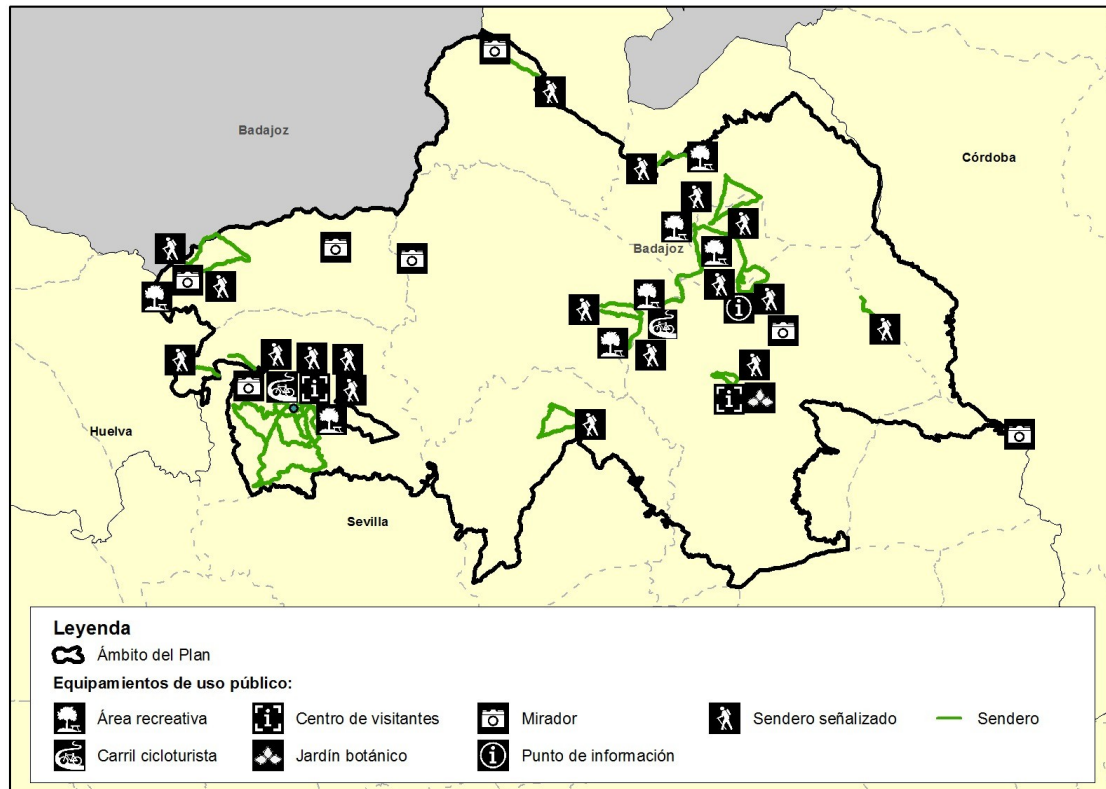 Badajoz
Córdoba
Badajoz
Huelva
Sevilla
Leyenda
Ámbito del Plan
Equipamientos de uso público:
Área recreativa
Centro de visitantes
Mirador
Sendero señalizado
Sendero
Carril cicloturista
Jardín botánico
Punto de información